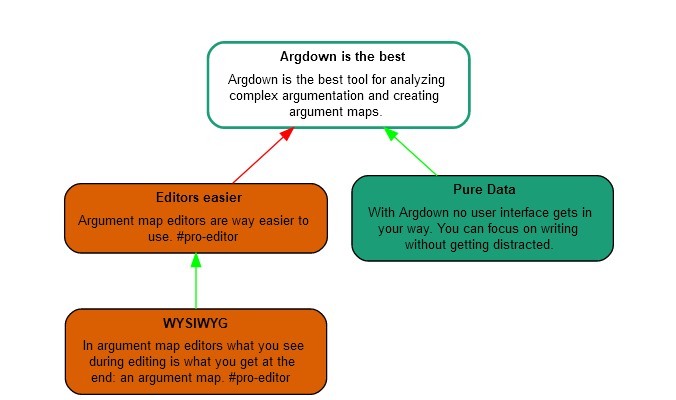 Argdown is the best
Argdown is the best tool for analyzing
complex argumentation and creating
argument maps.
Editors easier
Argument map editors are way easier to
use. #pro-editor
Pure Data
With Argdown no user interface gets in
your way. You can focus on writing
without getting distracted.
WYSIWYG
In argument map editors what you see
during editing is what you get at the
end: an argument map. #pro-editor